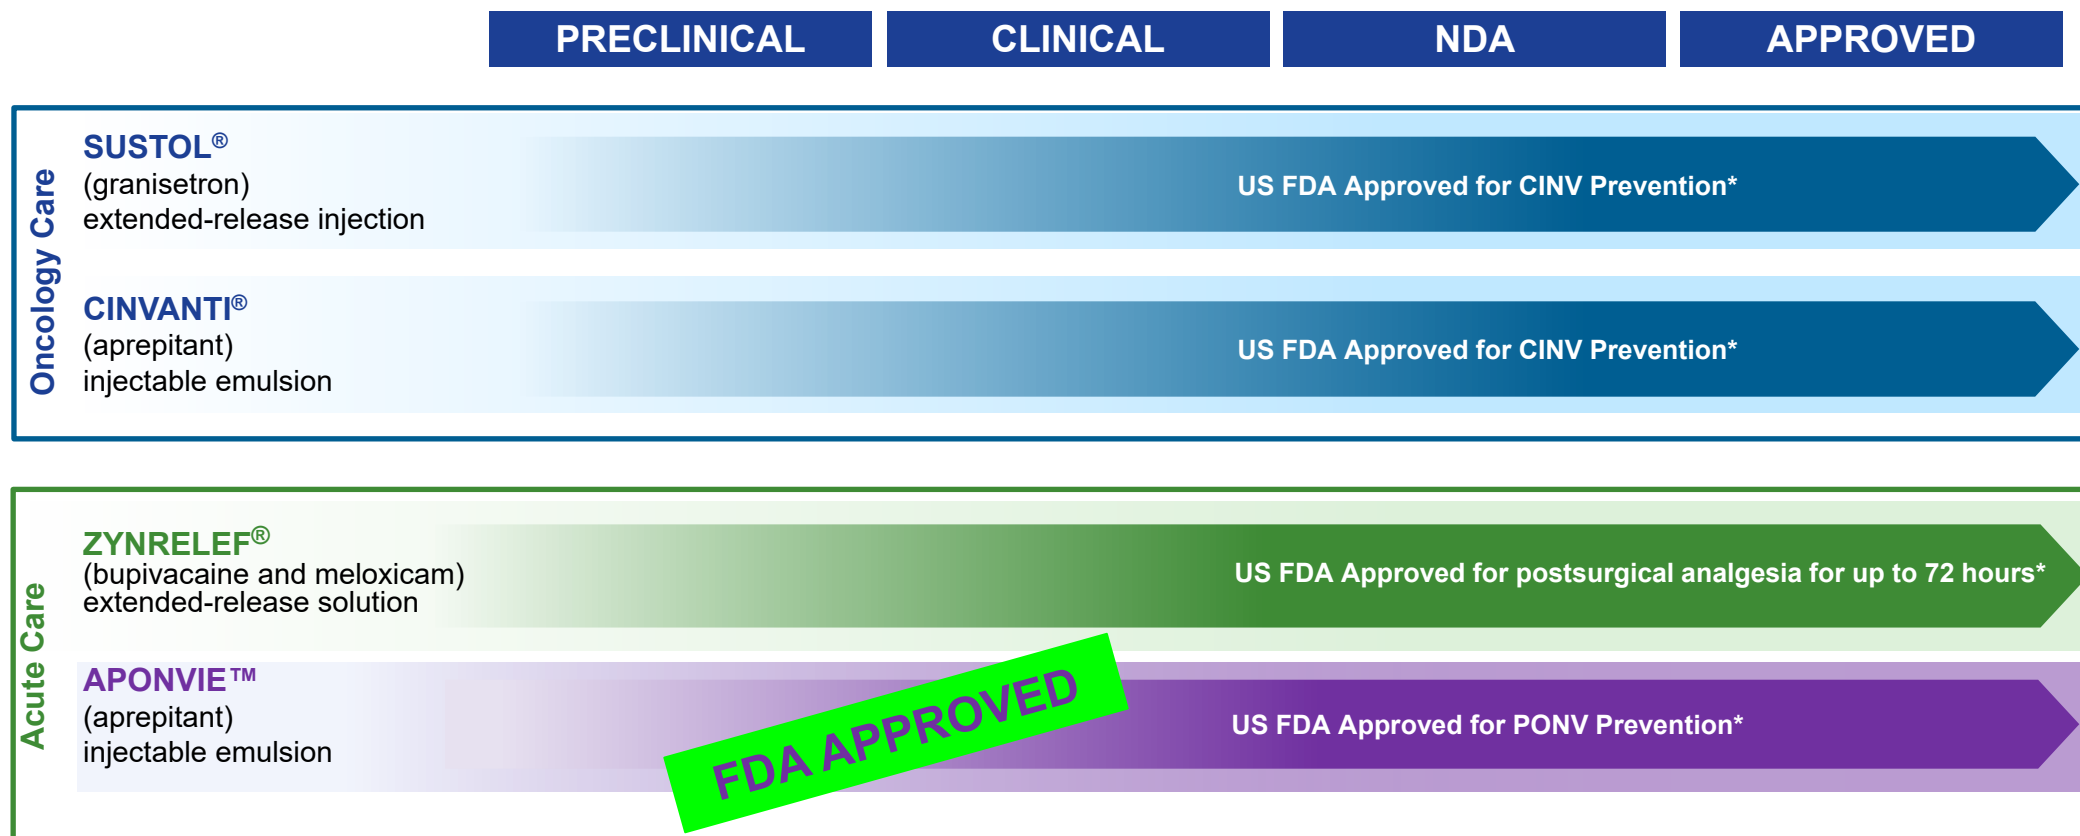 PRECLINICAL CLINICAL NDA APPROVED
Oncology Care
SUSTOL®
(granisetron)
extended-release injection
US FDA Approved for CINV Prevention*
CINVANTI®
(aprepitant)
injectable emulsion
US FDA Approved for CINV Prevention*
Acute Care
ZYNRELEF®
(bupivacaine and meloxicam)
extended-release solution
US FDA Approved for postsurgical analgesia for up to 72 hours*
APONVIE™
(aprepitant)
injectable emulsion
FDA APPROVED
US FDA Approved for PONV Prevention*